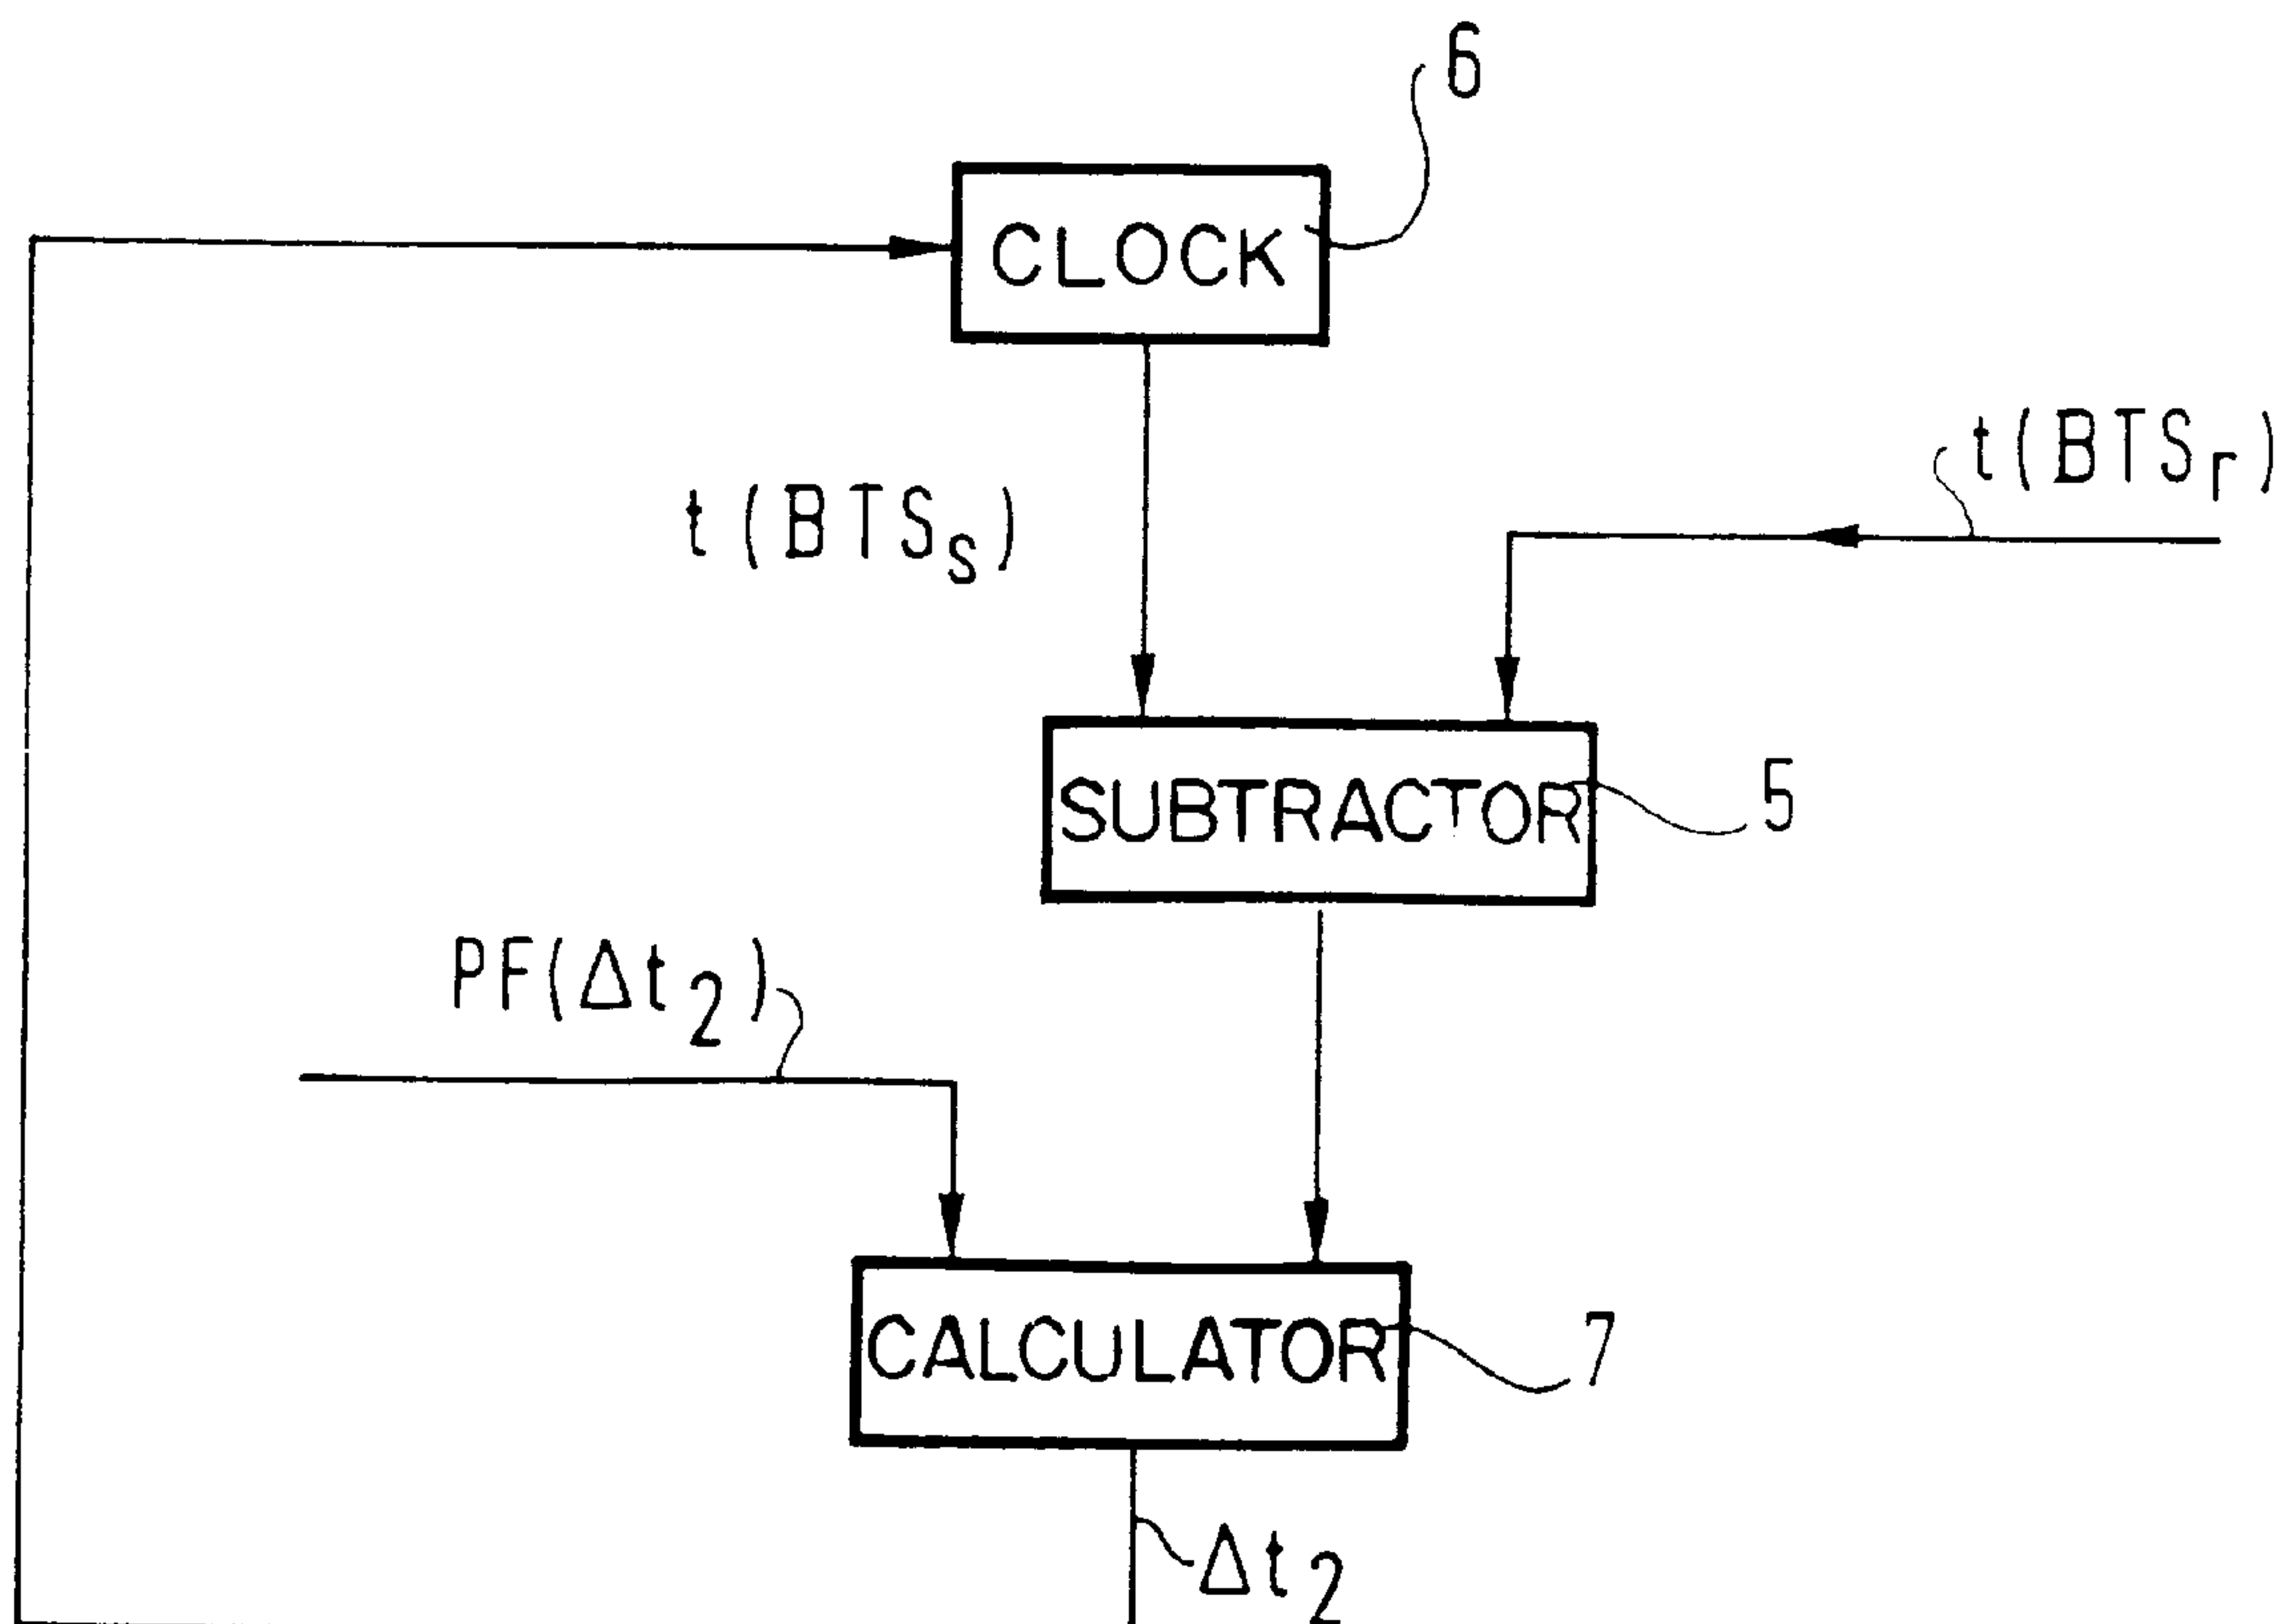 6
CLOCK
t(BTSr)
t(BTSs)
SUBTRACTOR
5
PF(Δt2)
CALCULATOR
7
Δt2